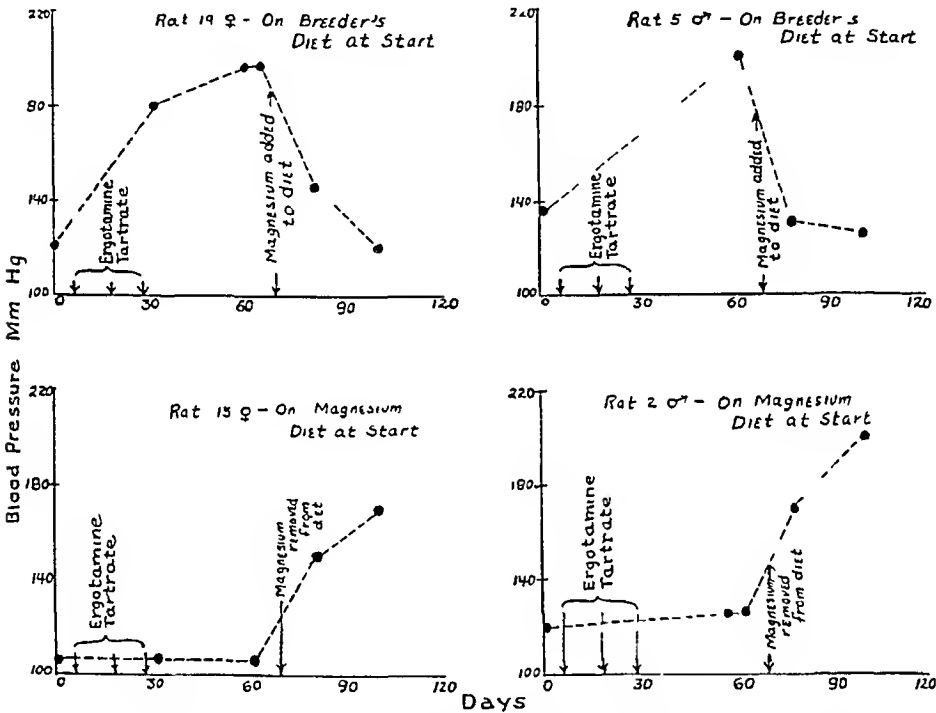 Rat 19 ♀ - On Breeder's
Diet at Start
220
80
140
100
Ergotamine
Tartrate
Magnesium added
to diet
0 30 60 90 120
Rat 5 ♂ - On Breeder's
Diet at Start
220
180
140
100
Ergotamine
Tartrate
Magnesium added
to diet
0 30 60 90 120
Blood Pressure Mm Hg
Rat 15 ♀ - On Magnesium
Diet at Start
220
180
140
100
Ergotamine
Tartrate
Magnesium
removed
from
diet
0 30 60 90 120
Rat 2 ♂ - On Magnesium
Diet at Start
220
180
140
100
Ergotamine
Tartrate
Magnesium
removed
from diet
0 30 60 90 120
Days